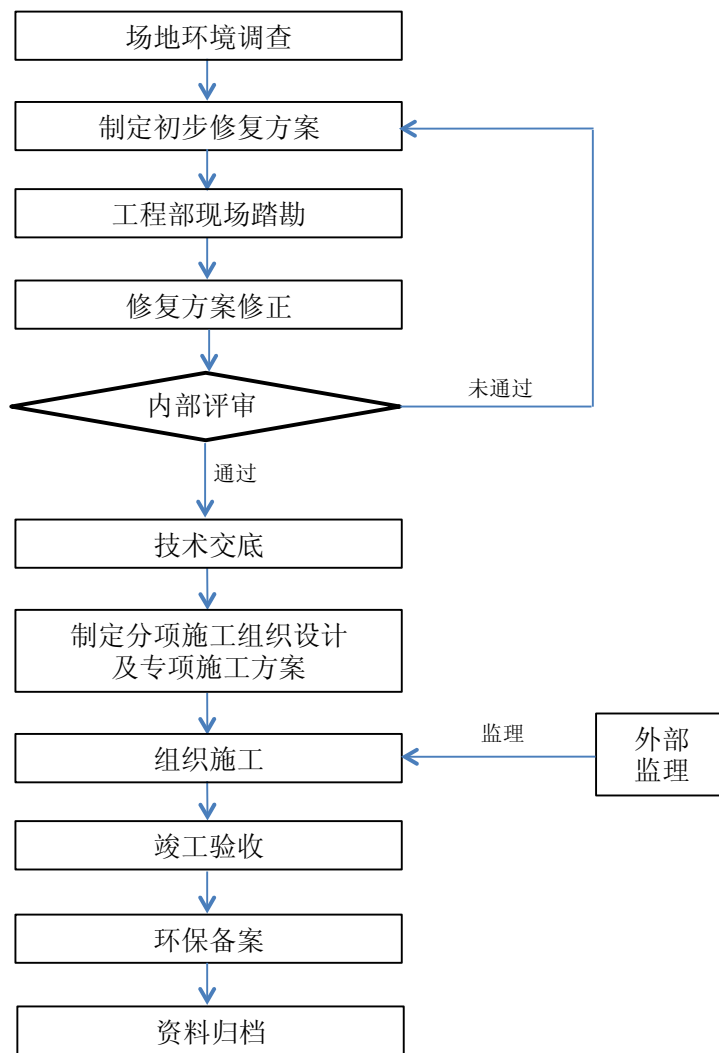 场地环境调查
制定初步修复方案
工程部现场踏勘
修复方案修正
内部评审
未通过
通过
技术交底
制定分项施工组织设计
及专项施工方案
组织施工
监理
外部
监理
竣工验收
环保备案
资料归档